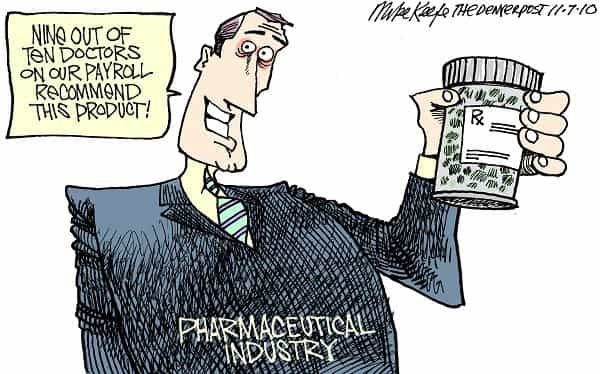 Mike Keefe THE DENVER POST 11-7-10
NINE OUT OF
TEN DOCTORS
ON OUR PAYROLL
RECOMMEND
THIS PRODUCT!
Rx
PHARMACEUTICAL
INDUSTRY